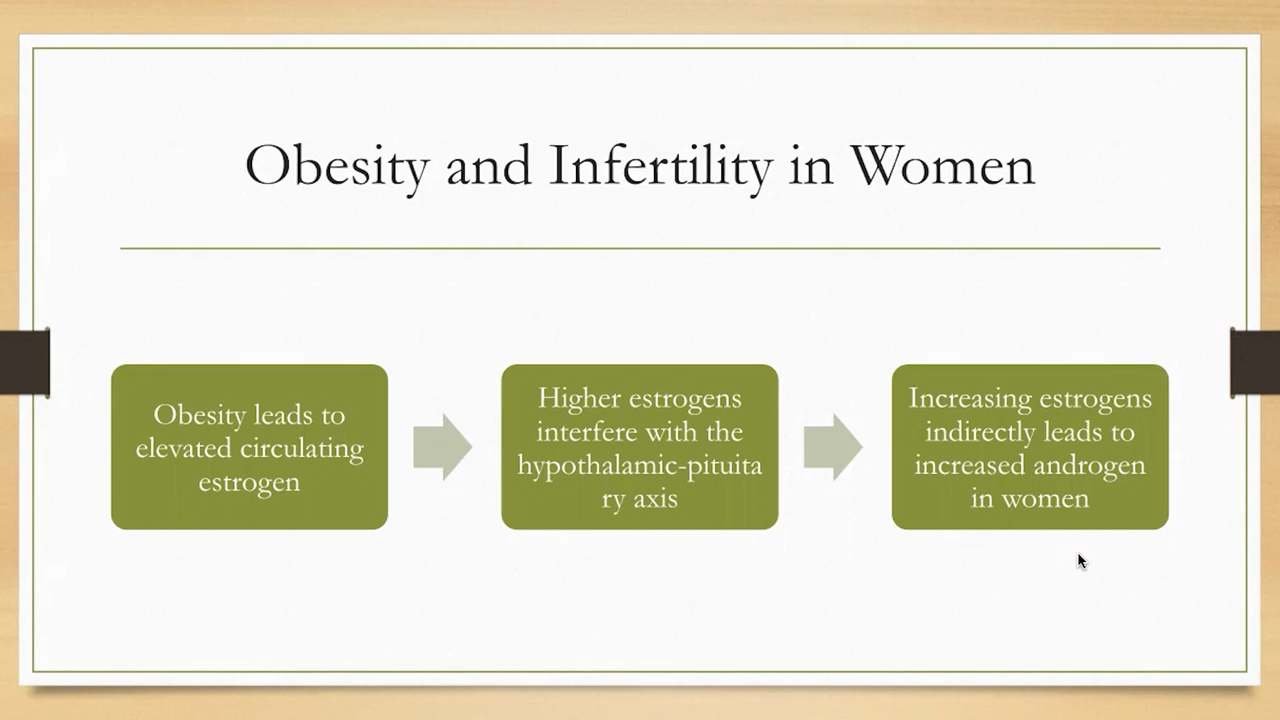 Obesity and Infertility in Women
Obesity leads to
elevated circulating
estrogen
Higher estrogens
interfere with the
hypothalamic-pituita
ry axis
Increasing estrogens
indirectly leads to
increased androgen
in women